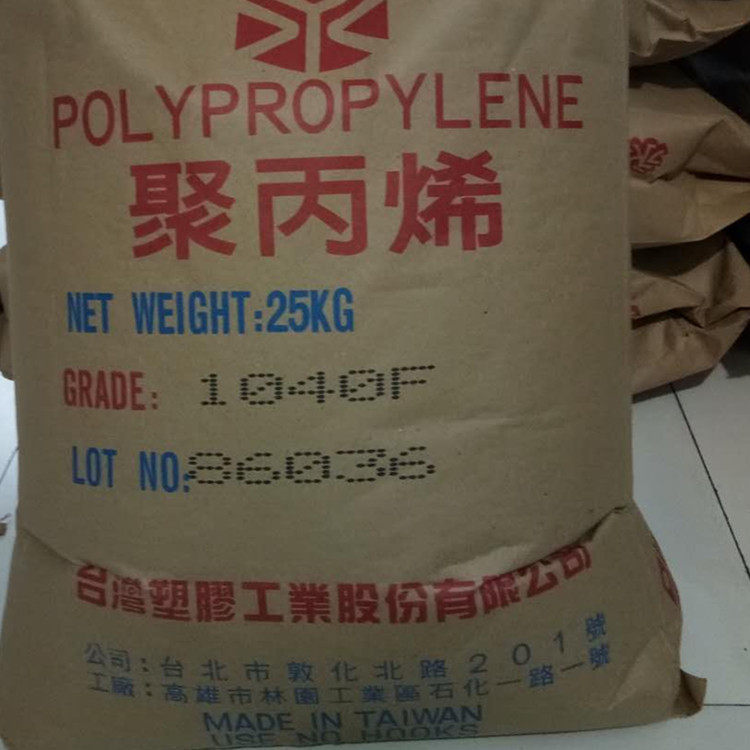 POLYPROPYLENE
聚丙烯
NET WEIGHT:25KG
GRADE: 1040F
LOT NO:86036
台灣塑膠工業股份有限公司
公司:台北市敦化北路201號
工廠:高雄市林園工業區石化一路一號
MADE IN TAIWAN
USE NO HOOKS